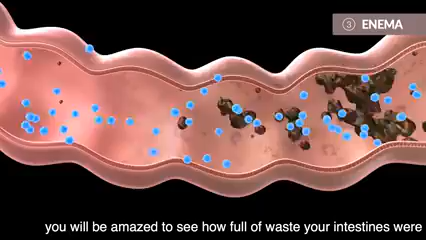 ③ ENEMA
you will be amazed to see how full of waste your intestines were